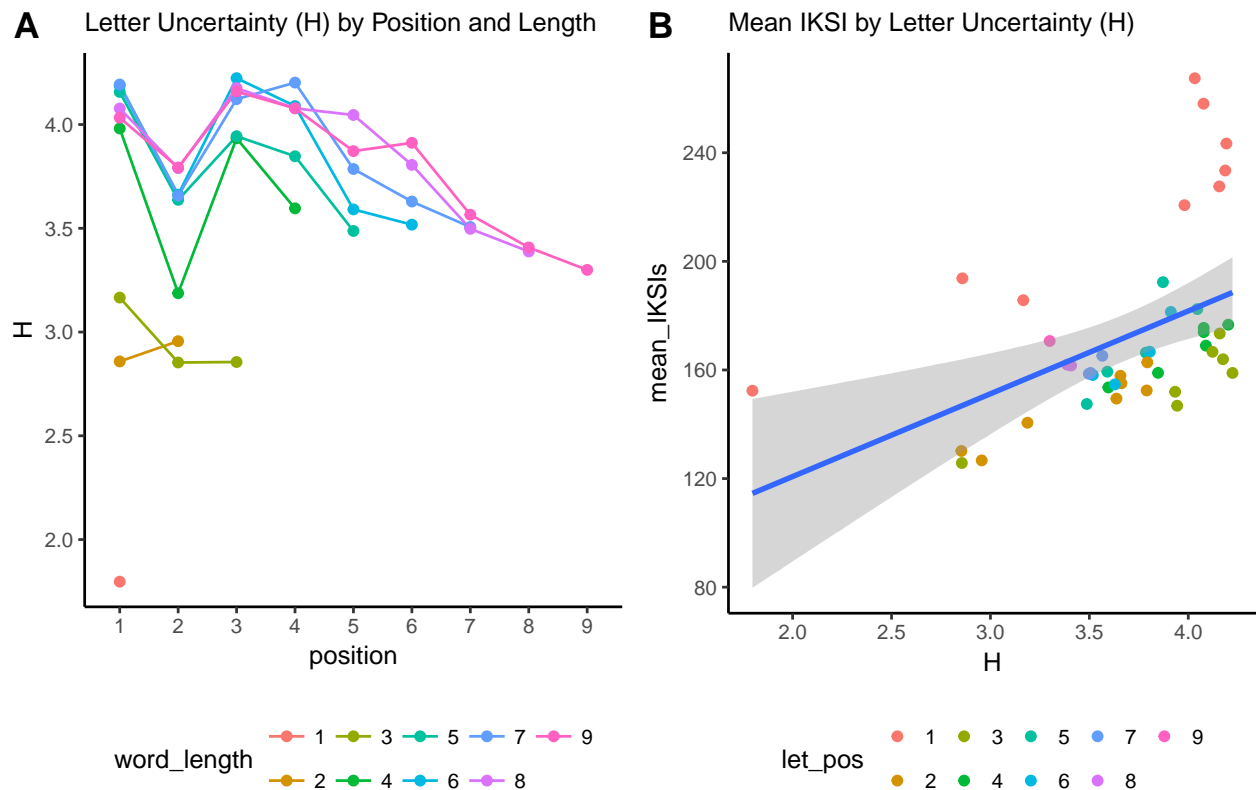 A
Letter Uncertainty (H) by Position and Length
4.0
3.5
3.0
2.5
2.0
H
1 2 3 4 5 6 7 8 9
position
word_length
1 3 5 7 9
2 4 6 8
B
Mean IKSI by Letter Uncertainty (H)
240
200
160
120
80
mean_IKSIs
2.0 2.5 3.0 3.5 4.0
H
let_pos
1 3 5 7 9
2 4 6 8